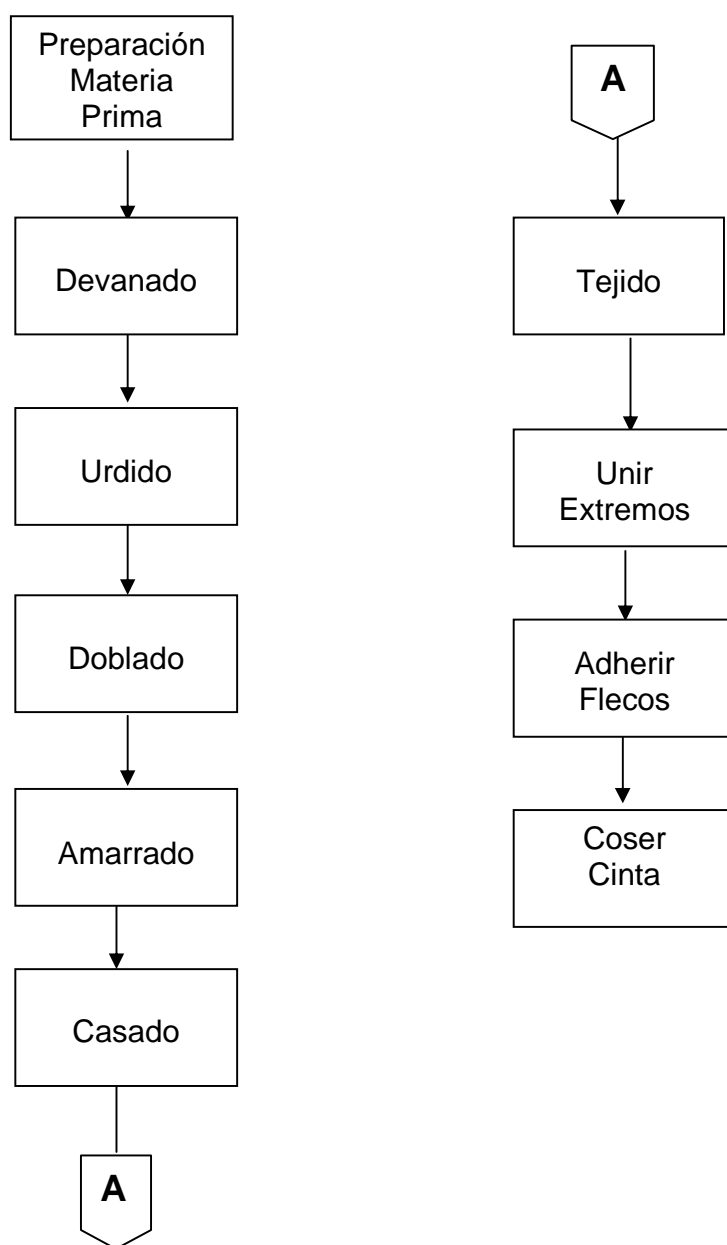 Preparación
Materia
Prima
Devanado
Urdido
Doblado
Amarrado
Casado
A
A
Tejido
Unir
Extremos
Adherir
Flecos
Coser
Cinta